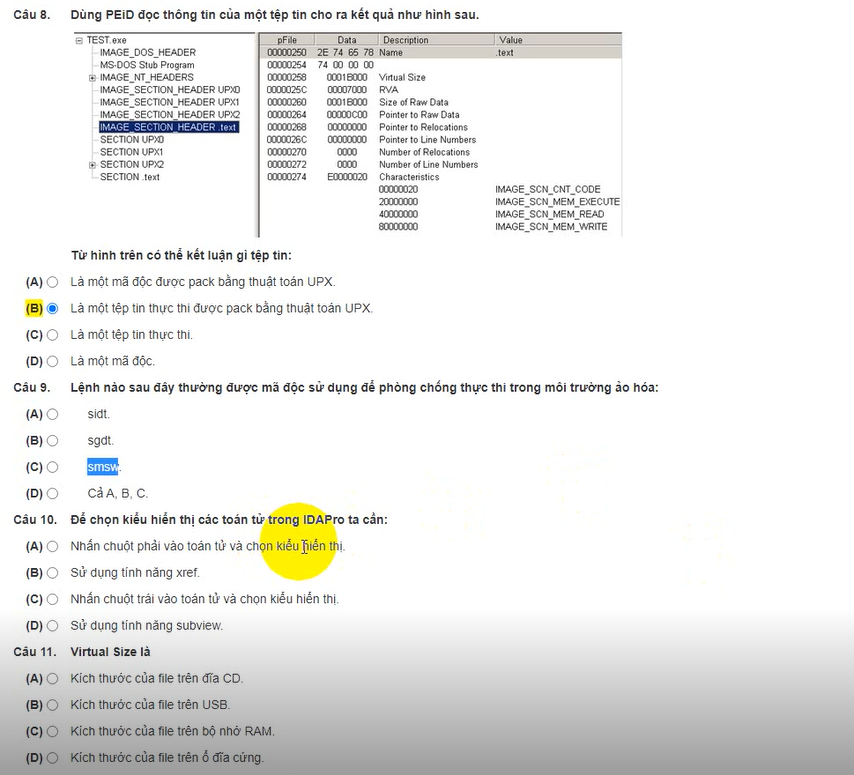 Câu 8. Dùng PEiD đọc thông tin của một tệp tin cho ra kết quả như hình sau.
TEST.exe
IMAGE_DOS_HEADER
MS-DOS Stub Program
IMAGE_NT_HEADERS
IMAGE_SECTION_HEADER UPX0
IMAGE_SECTION_HEADER UPX1
IMAGE_SECTION_HEADER UPX2
IMAGE_SECTION_HEADER .text
SECTION UPX0
SECTION UPX1
SECTION UPX2
SECTION .text
pFile Data Description Value
00000250 2E 74 65 78 Name .text
00000254 74 00 00 00
00000258 0001B000 Virtual Size
0000025C 00007000 RVA
00000260 0001B000 Size of Raw Data
00000264 00000C00 Pointer to Raw Data
00000268 00000000 Pointer to Relocations
0000026C 00000000 Pointer to Line Numbers
00000270 0000 Number of Relocations
00000272 0000 Number of Line Numbers
00000274 E0000020 Characteristics
00000020 IMAGE_SCN_CNT_CODE
20000000 IMAGE_SCN_MEM_EXECUTE
40000000 IMAGE_SCN_MEM_READ
80000000 IMAGE_SCN_MEM_WRITE
Từ hình trên có thể kết luận gì tệp tin:
(A) Là một mã độc được pack bằng thuật toán UPX.
(B) Là một tệp tin thực thi được pack bằng thuật toán UPX.
(C) Là một tệp tin thực thi.
(D) Là một mã độc.
Câu 9. Lệnh nào sau đây thường được mã độc sử dụng để phòng chống thực thi trong môi trường ảo hóa:
(A) sidt.
(B) sgdt.
(C) smsw.
(D) Cả A, B, C.
Câu 10. Để chọn kiểu hiển thị các toán tử trong IDAPro ta cần:
(A) Nhấn chuột phải vào toán tử và chọn kiểu hiển thị.
(B) Sử dụng tính năng xref.
(C) Nhấn chuột trái vào toán tử và chọn kiểu hiển thị.
(D) Sử dụng tính năng subview.
Câu 11. Virtual Size là
(A) Kích thước của file trên đĩa CD.
(B) Kích thước của file trên USB.
(C) Kích thước của file trên bộ nhớ RAM.
(D) Kích thước của file trên ổ đĩa cứng.